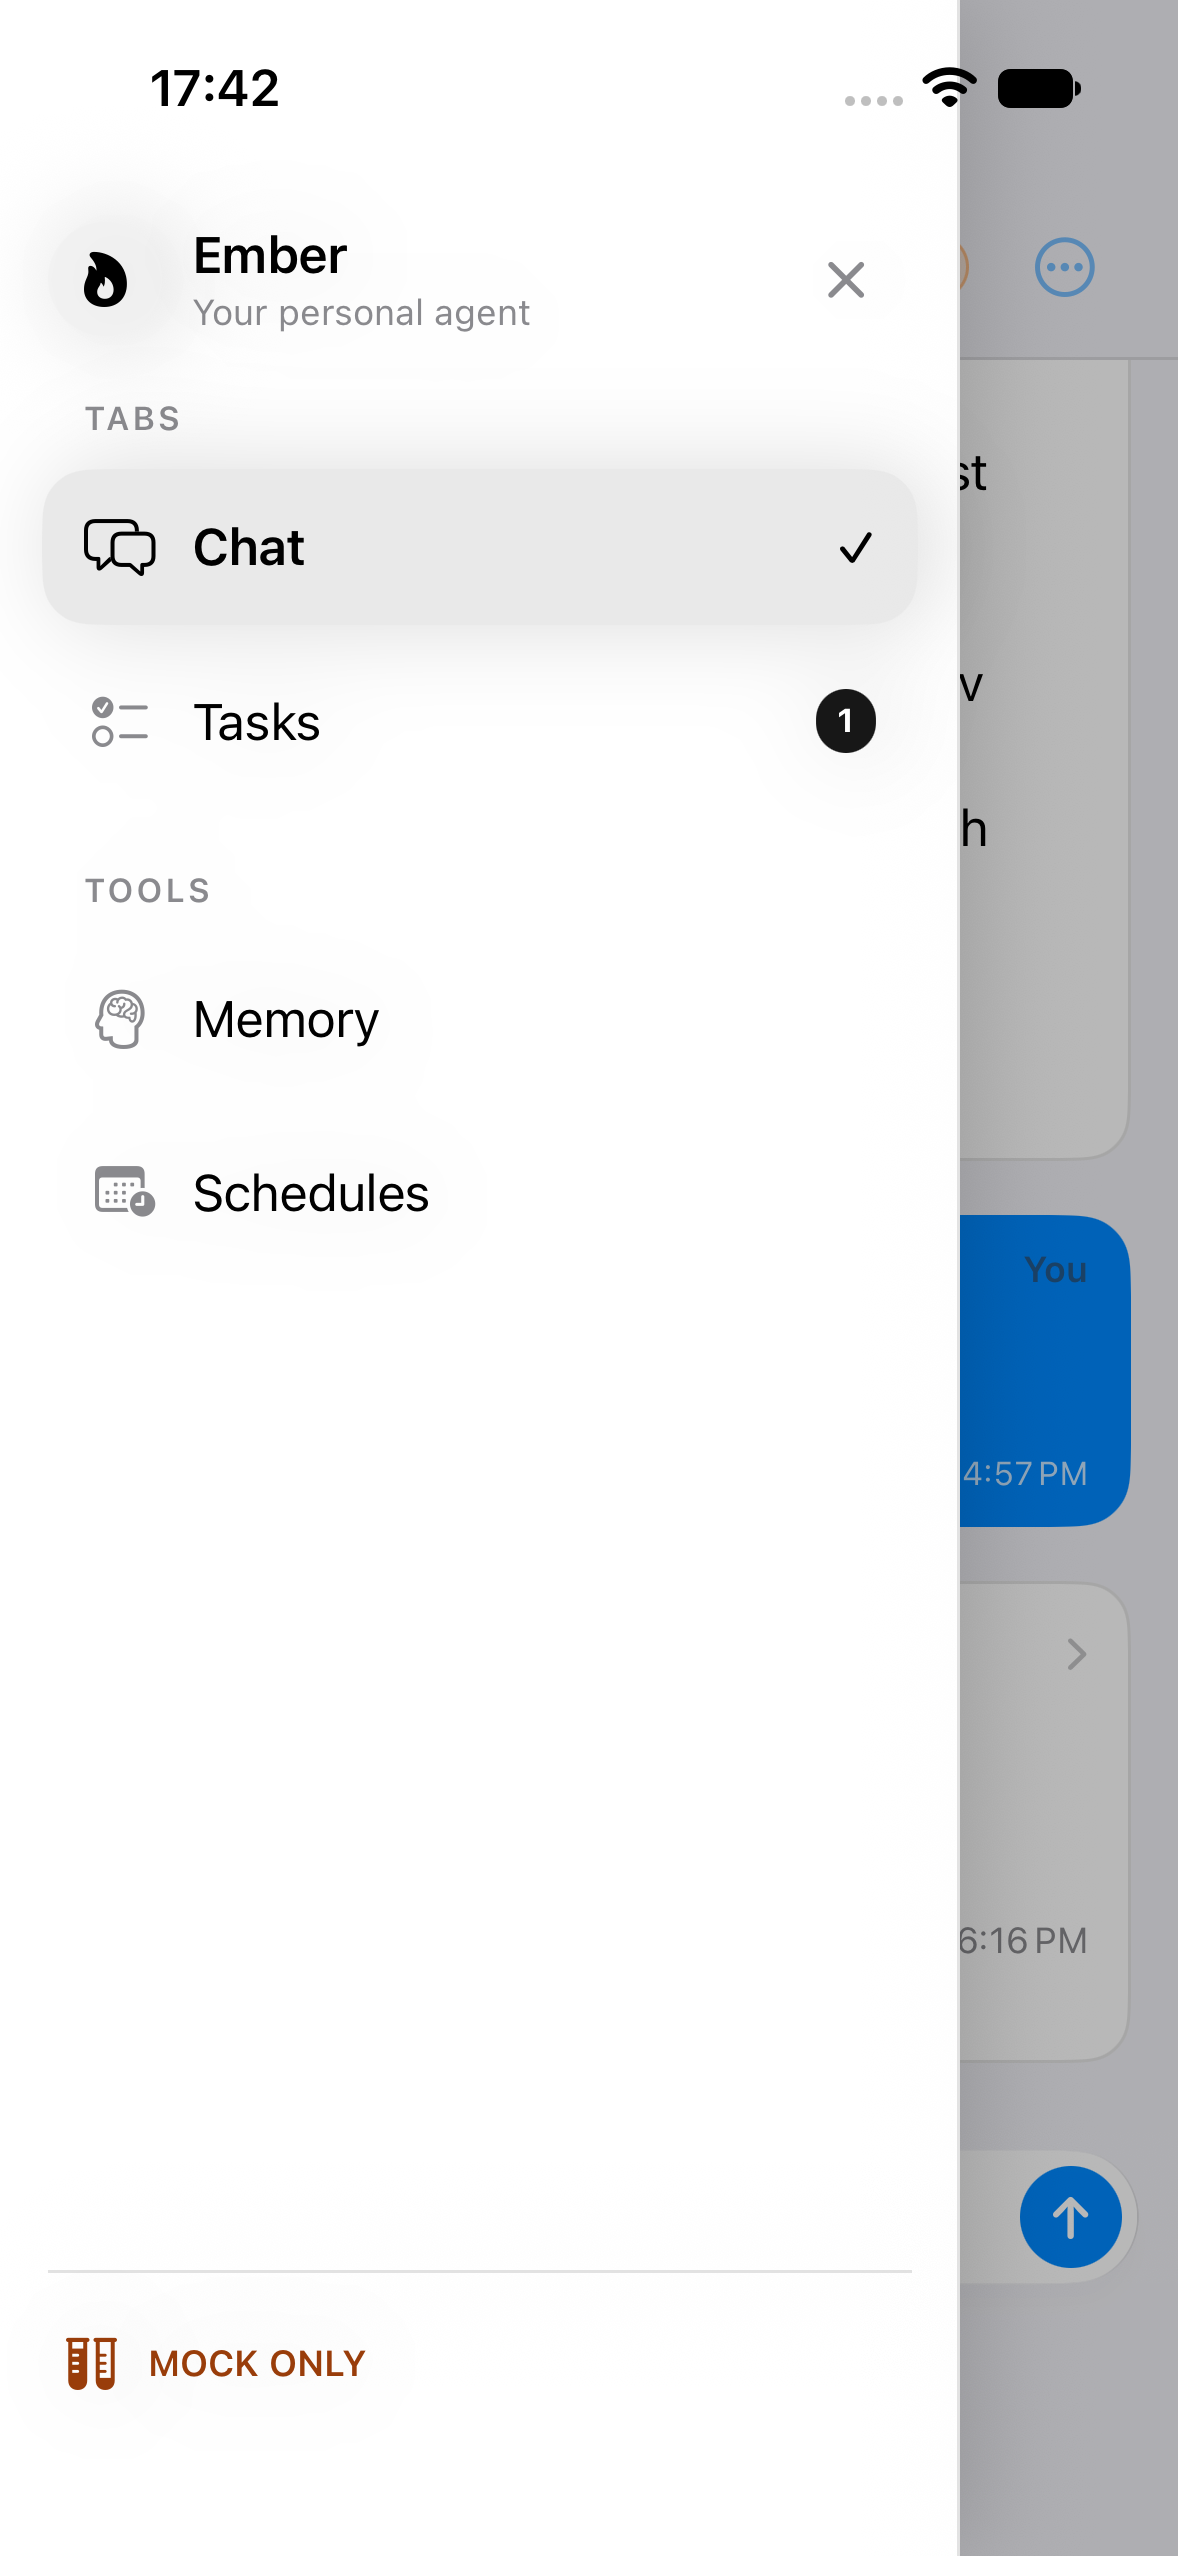 17:42
Ember
Your personal agent
TABS
Chat
Tasks
1
TOOLS
Memory
Schedules
MOCK ONLY
st
v
h
You
4:57 PM
6:16 PM